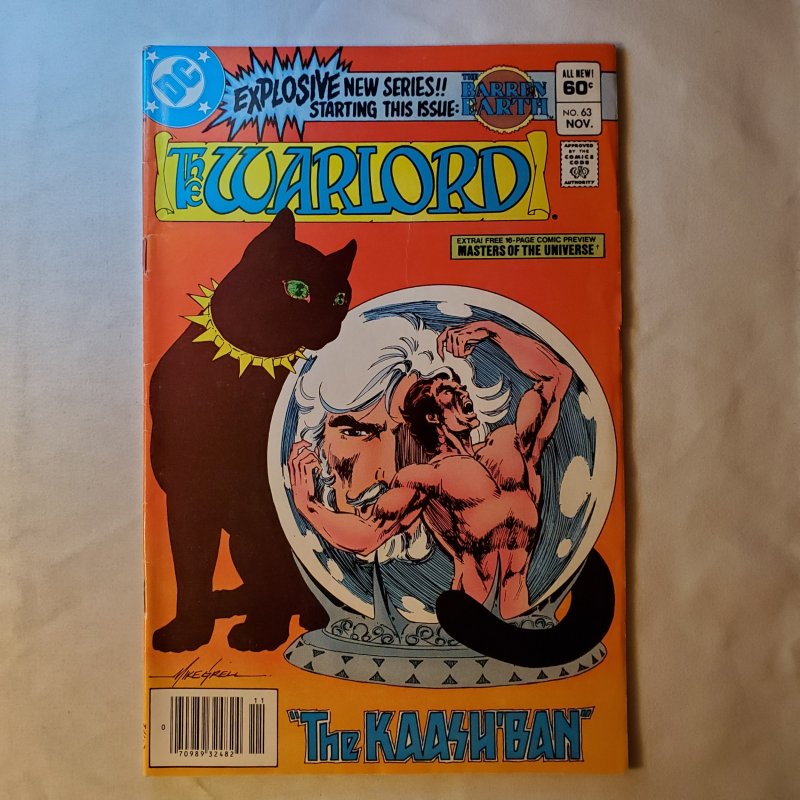 DC
EXPLOSIVE NEW SERIES!!
STARTING THIS ISSUE:
THE
BARREN
EARTH
ALL NEW!
60¢
NO. 63
NOV.
APPROVED
BY THE
COMICS
CODE
AUTHORITY
The WARLORD
EXTRA! FREE 16-PAGE COMIC PREVIEW
MASTERS OF THE UNIVERSE†
MIKE GRELL
11
0
70989 32482
"The KAASH'BAN"